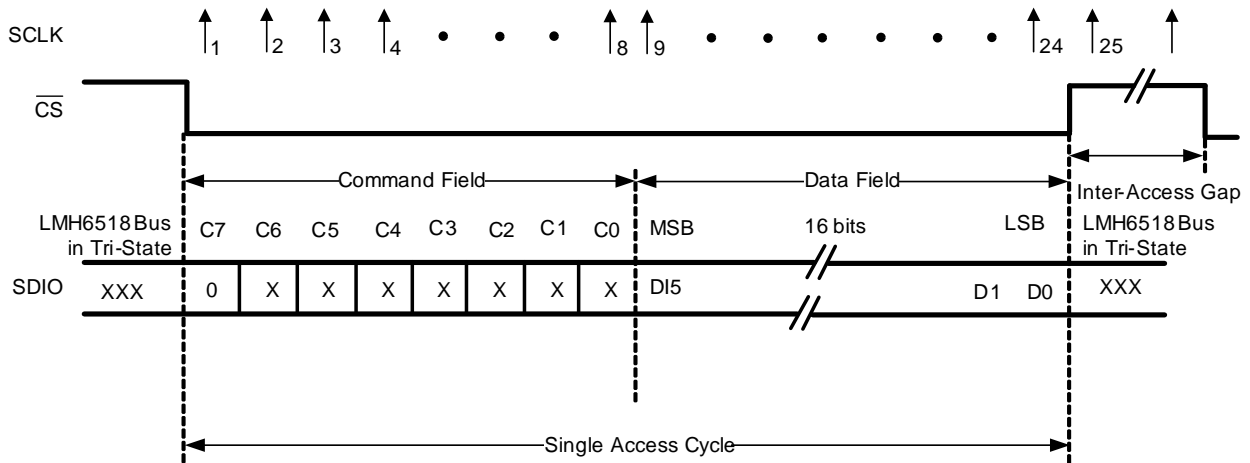 SCLK 1 2 3 4 8 9 24 25
CS
Command Field Data Field
Inter-Access Gap
LMH6518 Bus in Tri-State
C7 C6 C5 C4 C3 C2 C1 C0 MSB 16 bits LSB
LMH6518 Bus in Tri-State
SDIO XXX 0 X X X X X X X DI5 D1 D0 XXX
Single Access Cycle